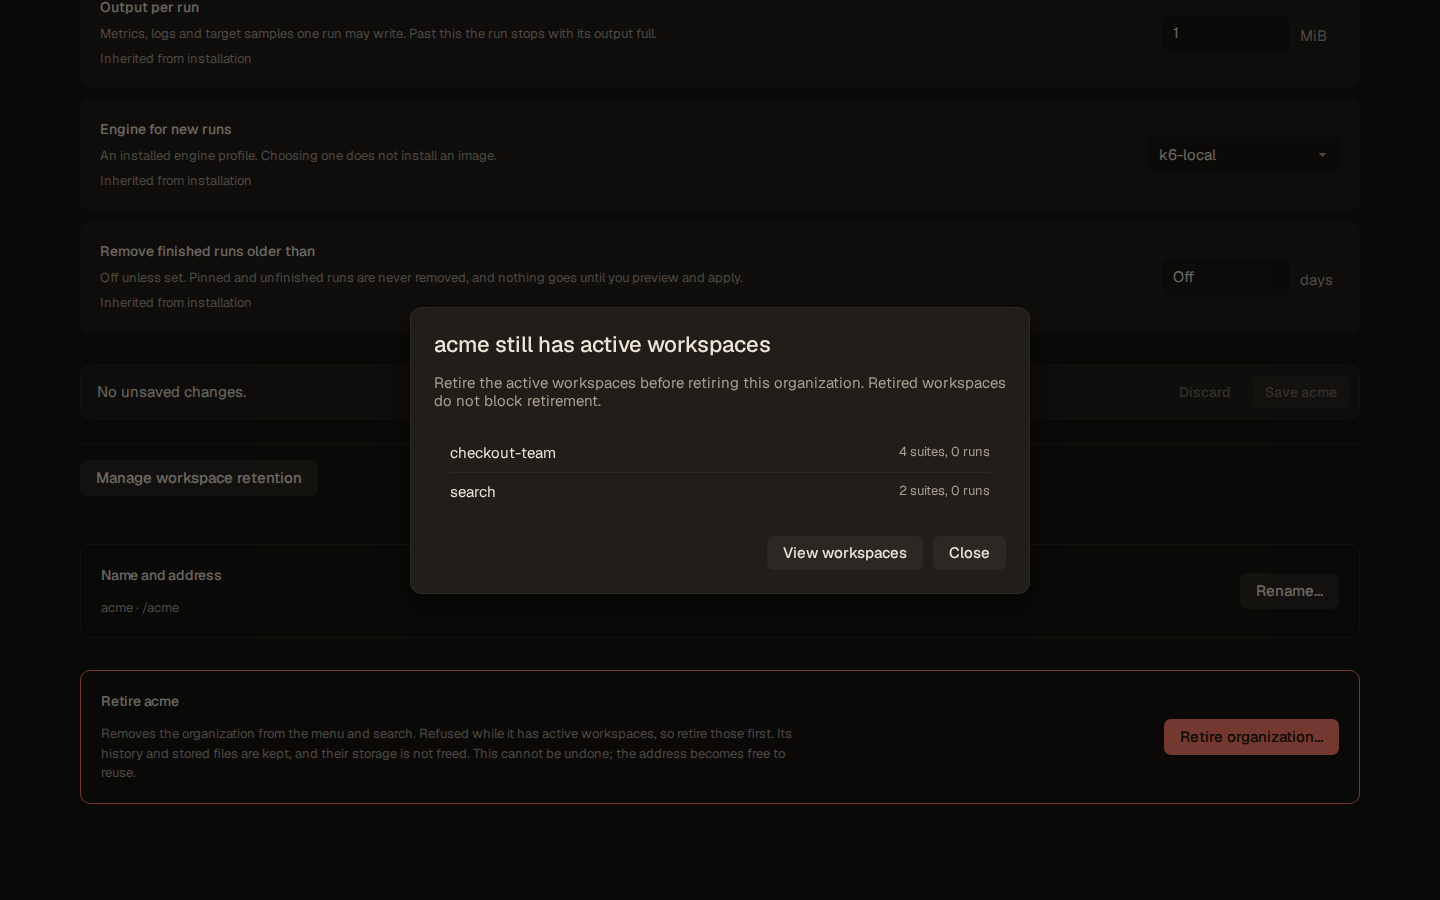 Output per run
Metrics, logs and target samples one run may write. Past this the run stops with its output full.
Inherited from installation
1
MiB
Engine for new runs
An installed engine profile. Choosing one does not install an image.
Inherited from installation
k6-local
Remove finished runs older than
Off unless set. Pinned and unfinished runs are never removed, and nothing goes until you preview and apply.
Inherited from installation
Off
days
acme still has active workspaces
Retire the active workspaces before retiring this organization. Retired workspaces
do not block retirement.
checkout-team
4 suites, 0 runs
search
2 suites, 0 runs
View workspaces
Close
No unsaved changes.
Discard
Save acme
Manage workspace retention
Name and address
acme · /acme
Rename…
Retire acme
Removes the organization from the menu and search. Refused while it has active workspaces, so retire those first. Its
history and stored files are kept, and their storage is not freed. This cannot be undone; the address becomes free to
reuse.
Retire organization…